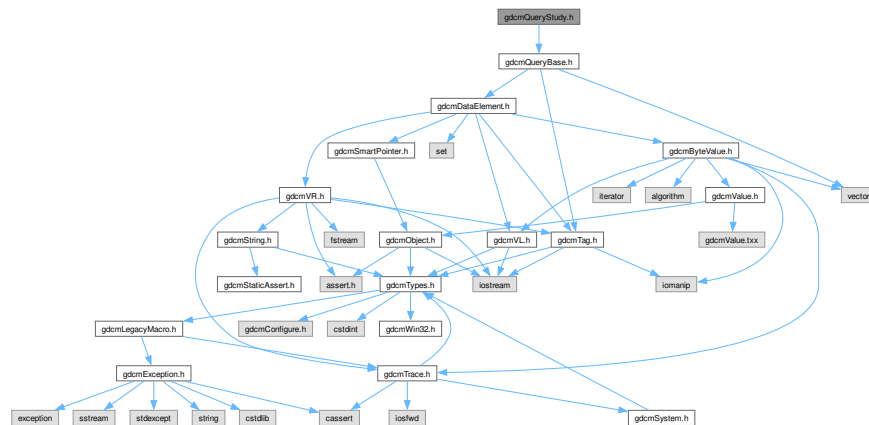 gdcmQueryStudy.h
gdcmQueryBase.h
gdcmDataElement.h
gdcmSmartPointer.h
set
gdcmByteValue.h
gdcmVR.h
iterator
algorithm
gdcmValue.h
vector
gdcmString.h
fstream
gdcmObject.h
gdcmVL.h
gdcmTag.h
gdcmValue.txx
gdcmStaticAssert.h
assert.h
gdcmTypes.h
iostream
iomanip
gdcmLegacyMacro.h
gdcmConfigure.h
cstdint
gdcmWin32.h
gdcmException.h
gdcmTrace.h
exception
sstream
stdexcept
string
cstdlib
cassert
iosfwd
gdcmSystem.h